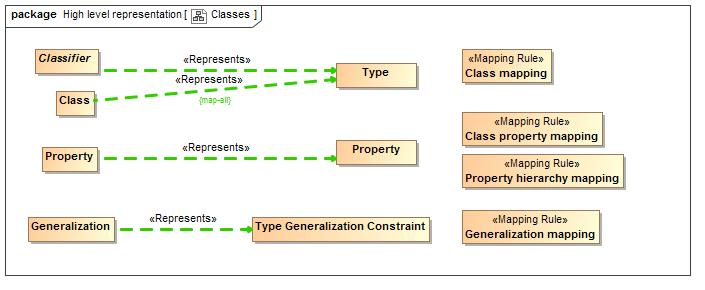 package High level representation [ Classes ]
Classifier
«Represents»
Type
«Mapping Rule»
Class mapping
«Represents»
Class
{map-all}
«Mapping Rule»
Class property mapping
Property
«Represents»
Property
«Mapping Rule»
Property hierarchy mapping
Generalization
«Represents»
Type Generalization Constraint
«Mapping Rule»
Generalization mapping